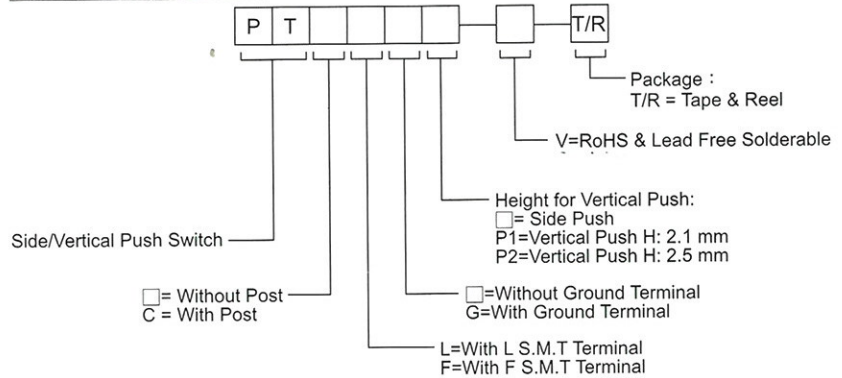 P T T/R
Package :
T/R = Tape & Reel
V=RoHS & Lead Free Solderable
Height for Vertical Push:
□= Side Push
P1=Vertical Push H: 2.1 mm
P2=Vertical Push H: 2.5 mm
Side/Vertical Push Switch
□= Without Post
C = With Post
□=Without Ground Terminal
G=With Ground Terminal
L=With L S.M.T Terminal
F=With F S.M.T Terminal